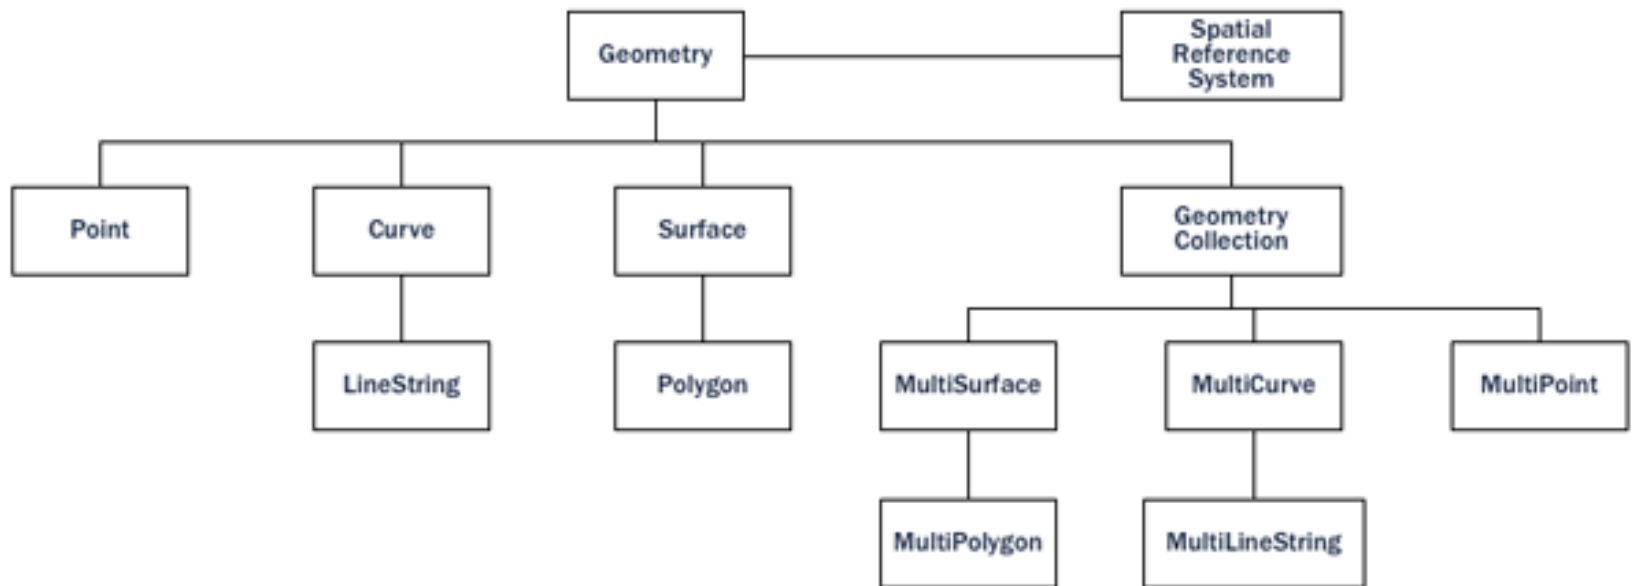 Geometry
Spatial
Reference
System
Point
Curve
Surface
Geometry
Collection
LineString
Polygon
MultiSurface
MultiCurve
MultiPoint
MultiPolygon
MultiLineString